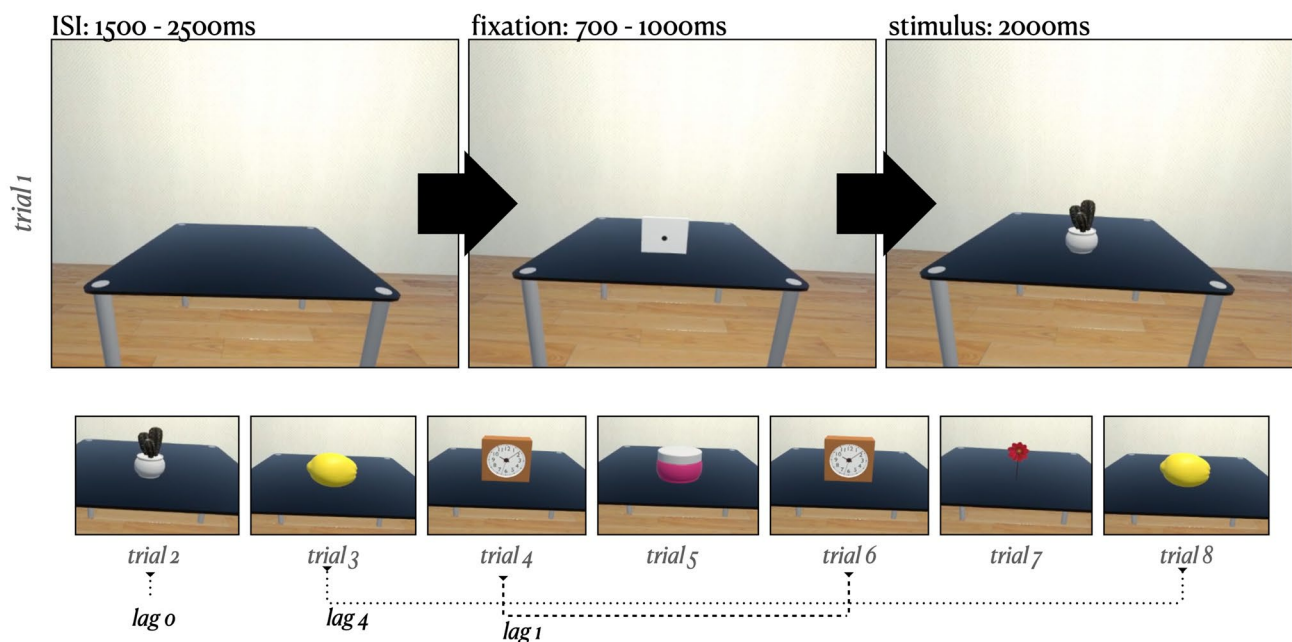 ISI: 1500 - 2500ms
fixation: 700 - 1000ms
stimulus: 2000ms
trial 1
trial 2
trial 3
trial 4
trial 5
trial 6
trial 7
trial 8
lag 0
lag 4
lag 1